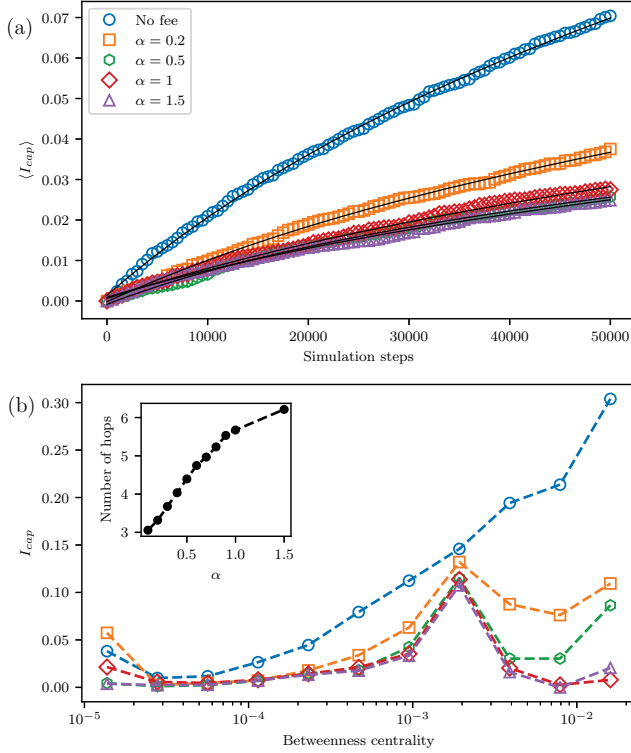 (a)
No fee
α = 0.2
α = 0.5
α = 1
α = 1.5
0.07
0.06
0.05
0.04
0.03
0.02
0.01
0.00
⟨I_cap⟩
0 10000 20000 30000 40000 50000
Simulation steps
(b)
0.30
0.25
0.20
0.15
0.10
0.05
0.00
I_cap
6
5
4
3
Number of hops
0.5 1.0 1.5
α
10⁻⁵ 10⁻⁴ 10⁻³ 10⁻²
Betweenness centrality